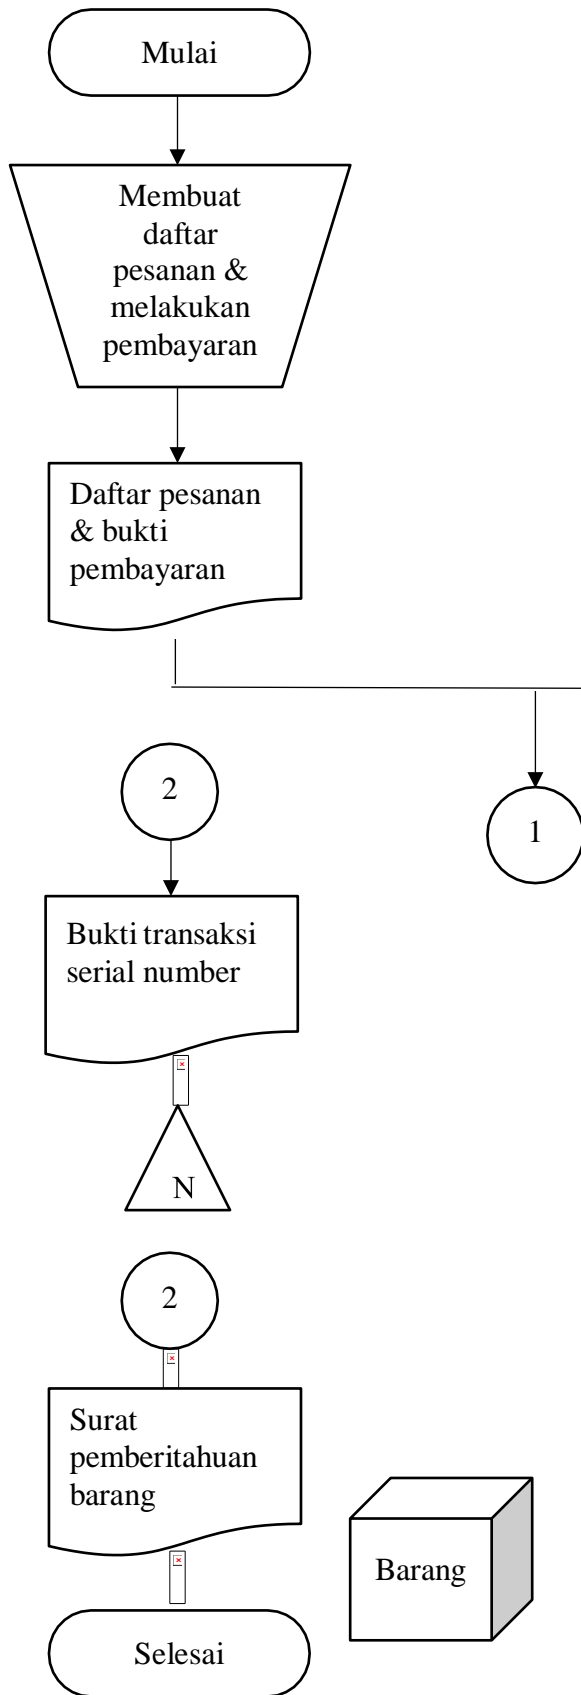 Mulai
Membuat
daftar
pesanan &
melakukan
pembayaran
Daftar pesanan
& bukti
pembayaran
2
1
Bukti transaksi
serial number
N
2
Surat
pemberitahuan
barang
Barang
Selesai